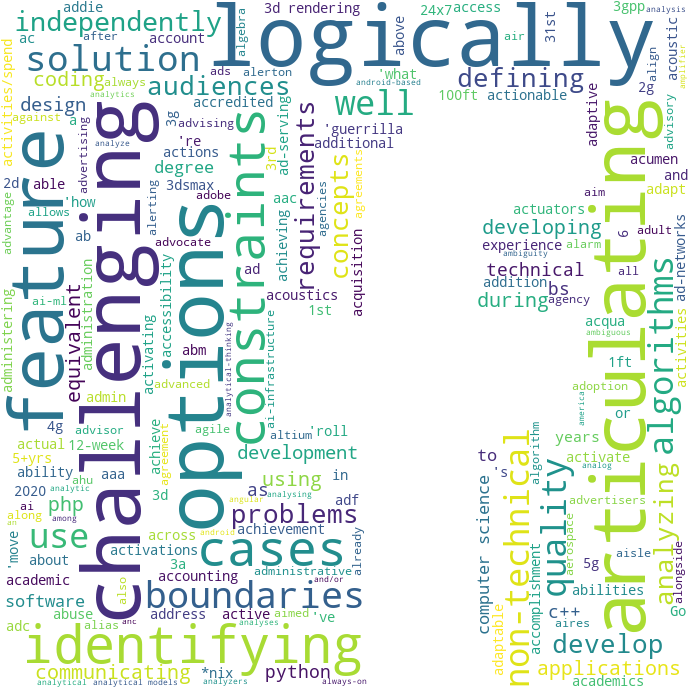 addie
3d rendering
24x7
access
3gpp
analysis
independently
logically
algebra
above
air
31st
acoustic
amplifier
ac
after
account
'what
android-based
solution
ads
alerton
defining
2g
align
activities/spend
coding
always
analytics
audiences
well
100ft
actionable
adaptive
advisory
design
a
against
accredited
3g
advising
ad-serving
'guerrilla
additional
acumen
and
adapt
feature
challenging
advertising
analyze
're
actions
3rd
requirements
concepts
agreements
articulating
aim
2d
able
'how
degree
3dsmax
aac
adobe
options
constraints
actuators
advantage
allows
ab
alerting
advocate
achieving
agencies
acquisition
developing
experience
ambiguity
alarm
6
adult
all
ad-networks
administering
ai-ml
equivalent
administration
activating
accessibility
ad
acoustics
1st
technical
addition
bs
during
agency
algorithms
activities
acqua
ambiguous
1ft
abm
analytical-thinking
ai-infrastructure
admin
advanced
adoption
america
or
4g
advisor
achieve
agreement
agile
altium
'roll
years
actual
12-week
development
to
non-technical
algorithm
activate
analog
5+yrs
ability
ahu
aaa
analytic
3d
using
in
's
quality
advertisers
analyzing
2020
ai
php
as
angular
analysing
adf
problems
along
an
among
use
across
android
achievement
already
computer science
aerospace
5g
aisle
alongside
'move
about
activations
cases
3a
administrative
accomplishment
abilities
academic
also
accounting
and/or
software
abuse
address
boundaries
active
aimed
've
adaptable
c++
Go
adc
alias
anc
analyses
aires
develop
identifying
communicating
*nix
python
applications
analytical
analytical models
analyzers
always-on
academics